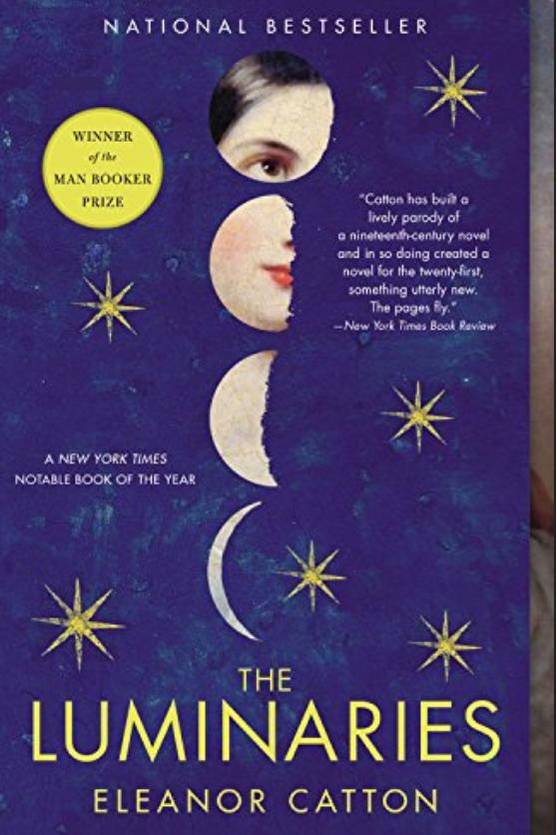 NATIONAL BESTSELLER
WINNER
of the
MAN BOOKER
PRIZE
"Catton has built a
lively parody of
a nineteenth-century novel
and in so doing created a
novel for the twenty-first,
something utterly new.
The pages fly."
—New York Times Book Review
A NEW YORK TIMES
NOTABLE BOOK OF THE YEAR
THE
LUMINARIES
ELEANOR CATTON